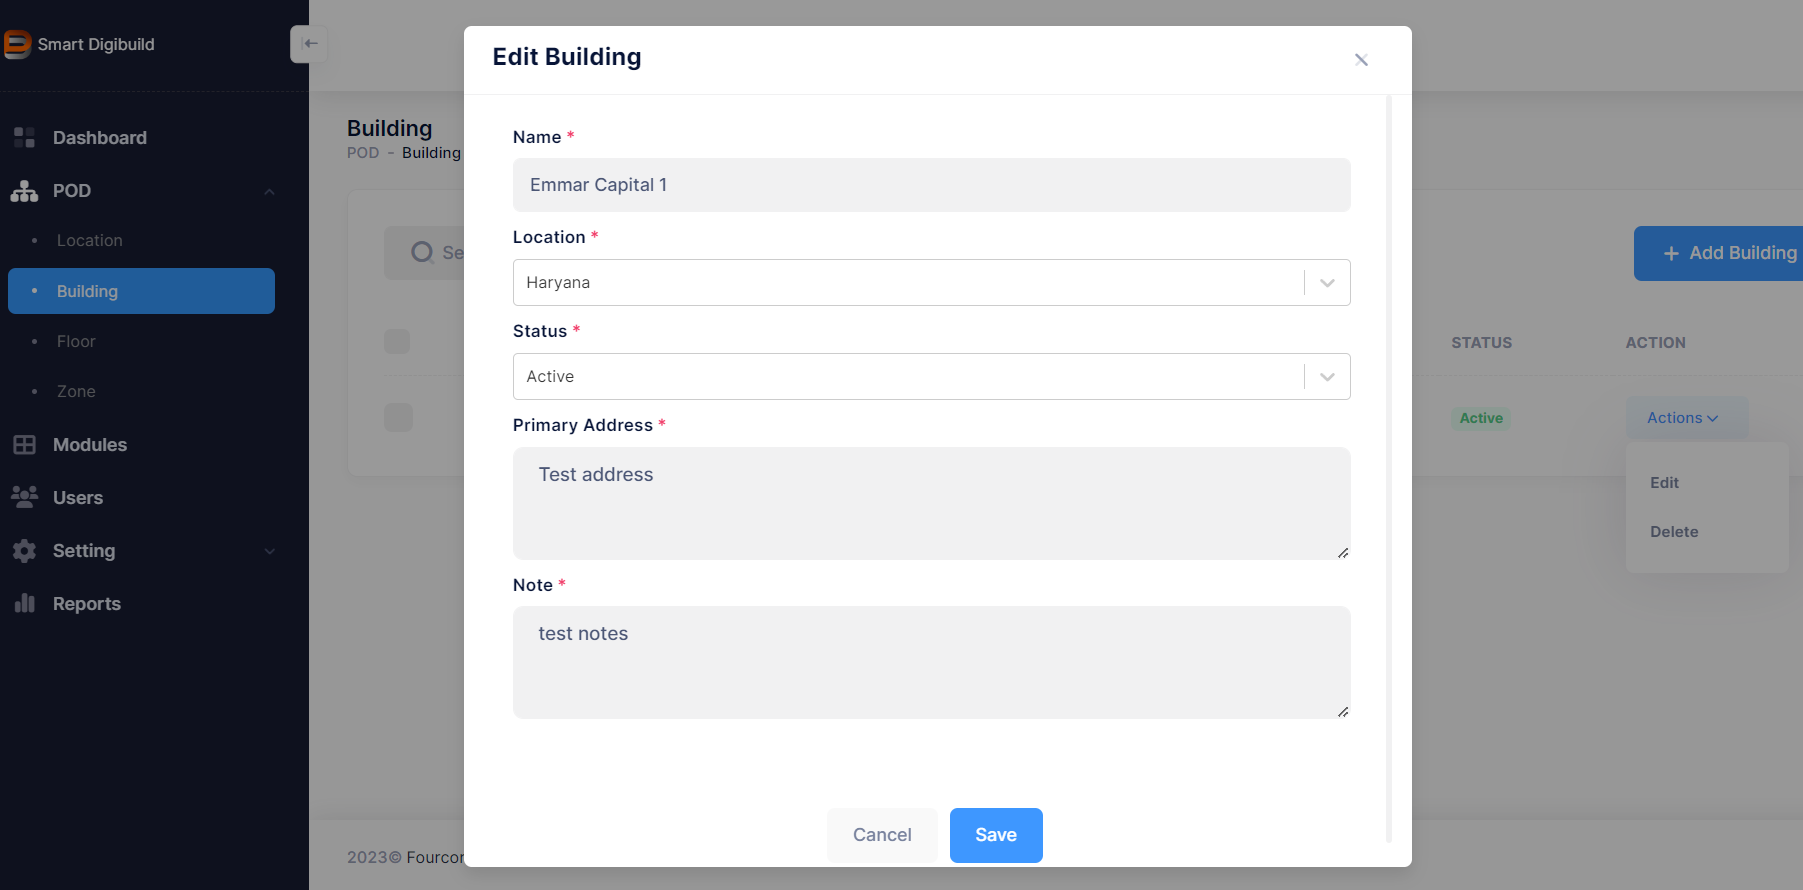 Smart Digibuild
Dashboard
POD
Location
Building
Floor
Zone
Modules
Users
Setting
Reports
Building
POD - Building
Edit Building
Name *
Emmar Capital 1
Location *
Haryana
Status *
Active
Primary Address *
Test address
Note *
test notes
Cancel
Save
+ Add Building
STATUS
ACTION
Active
Actions
Edit
Delete
2023©